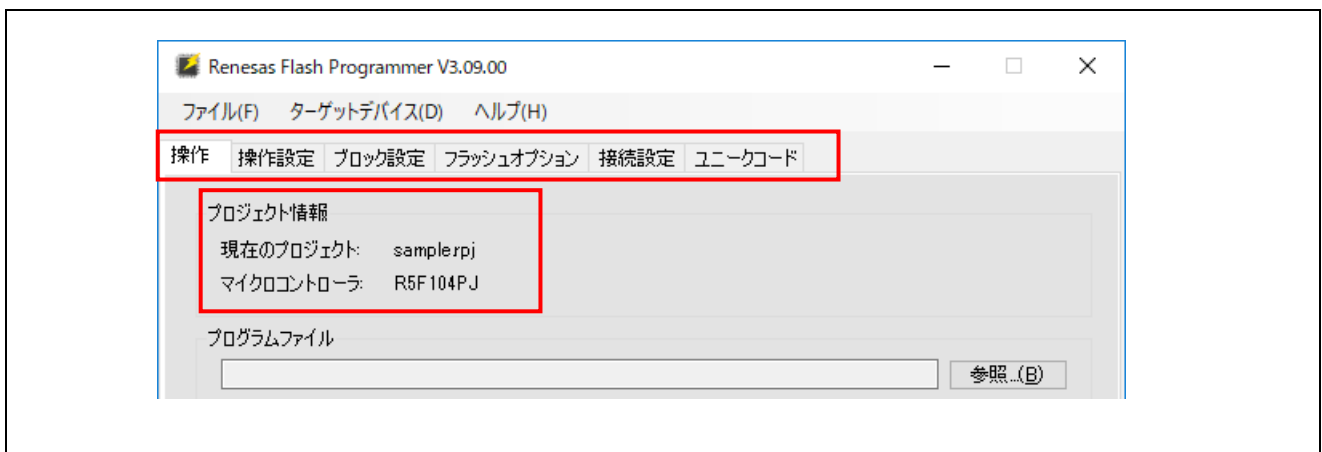 Renesas Flash Programmer V3.09.00
ファイル(F) ターゲットデバイス(D) ヘルプ(H)
操作 操作設定 ブロック設定 フラッシュオプション 接続設定 ユニークコード
プロジェクト情報
現在のプロジェクト: sample.rpj
マイクロコントローラ: R5F104PJ
プログラムファイル
参照...(B)